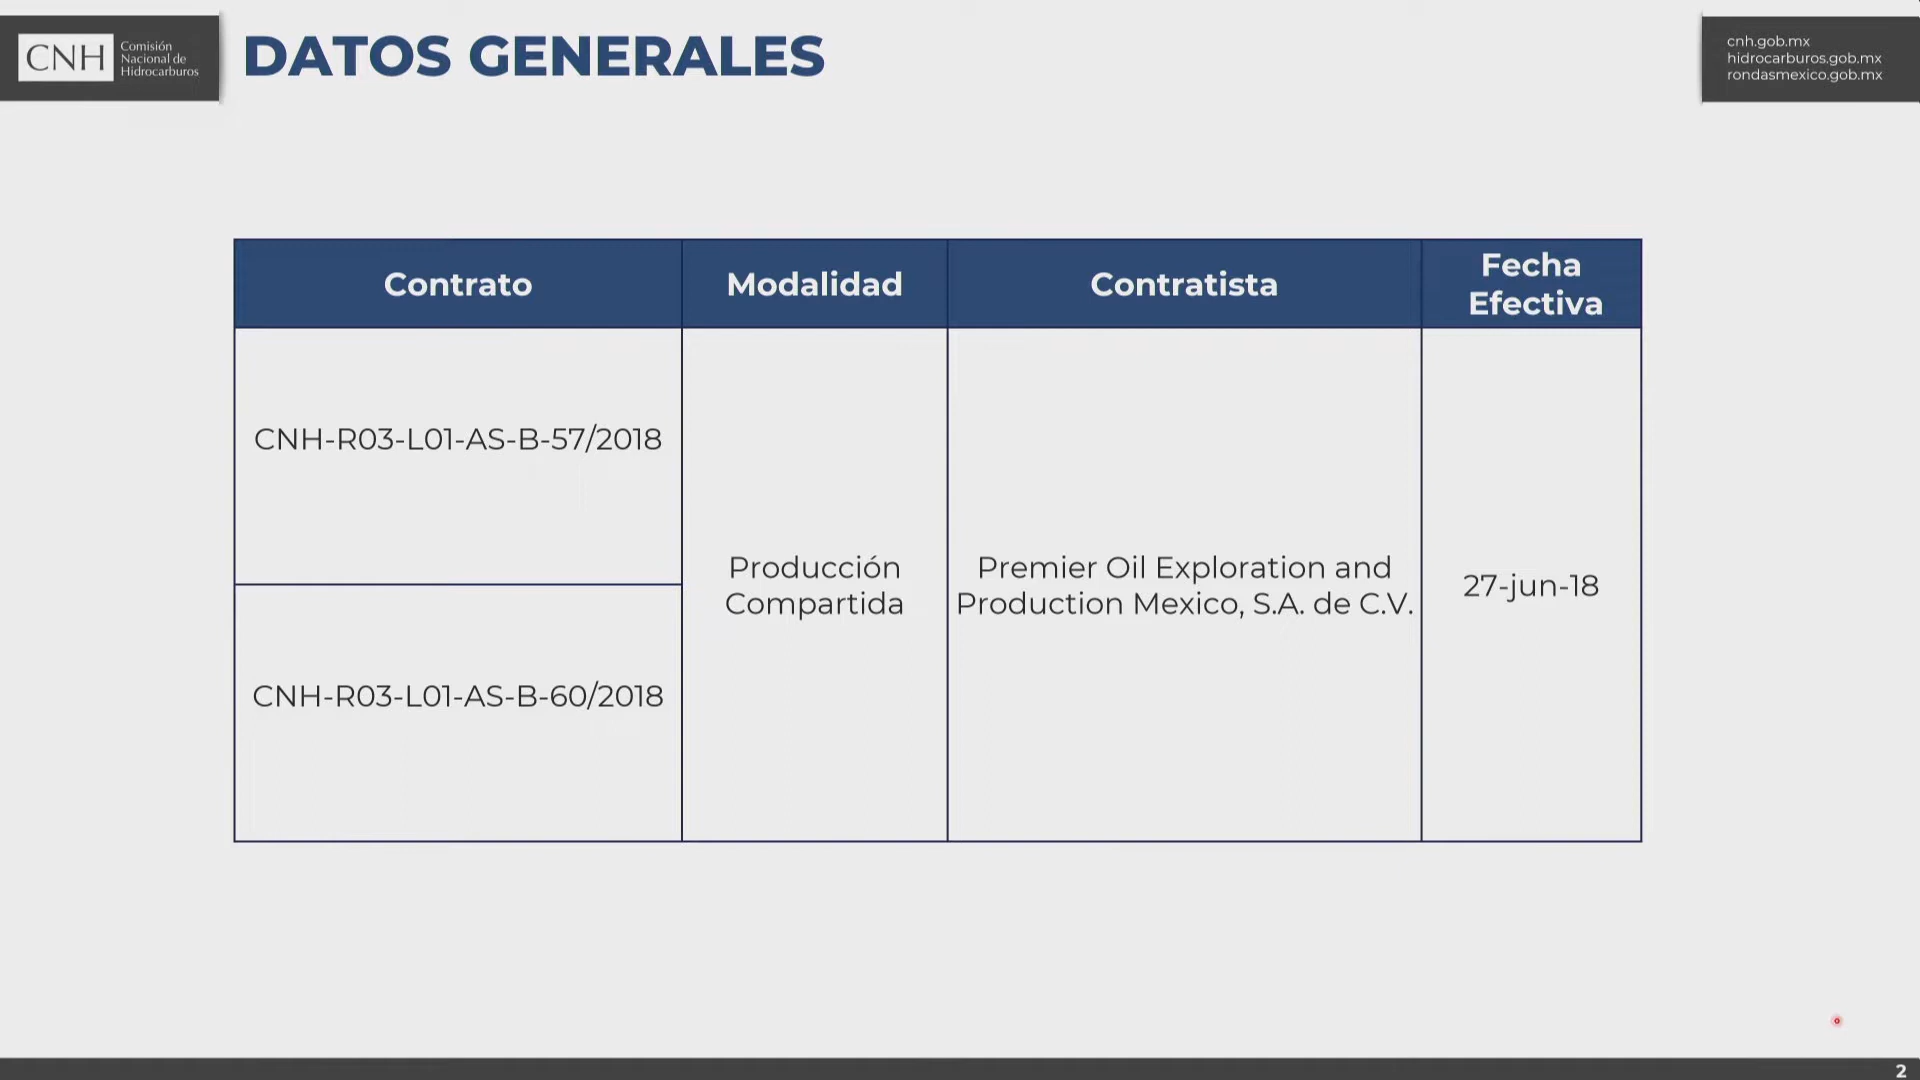 CNH
Comisión
Nacional de
Hidrocarburos
DATOS GENERALES
cnh.gob.mx
hidrocarburos.gob.mx
rondasmexico.gob.mx
Contrato
Modalidad
Contratista
Fecha
Efectiva
CNH-R03-L01-AS-B-57/2018
CNH-R03-L01-AS-B-60/2018
Producción
Compartida
Premier Oil Exploration and
Production Mexico, S.A. de C.V.
27-jun-18
2